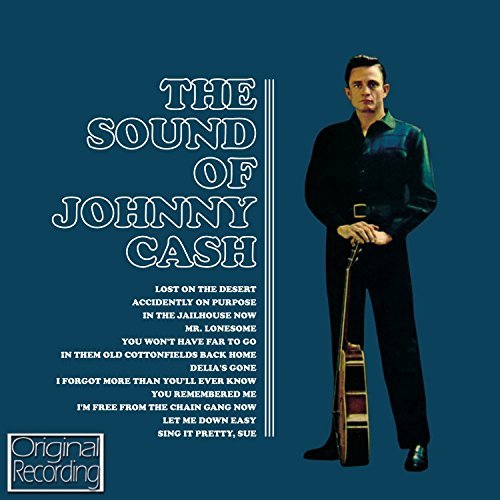 THE
SOUND
OF
JOHNNY
CASH
LOST ON THE DESERT
ACCIDENTLY ON PURPOSE
IN THE JAILHOUSE NOW
MR. LONESOME
YOU WON'T HAVE FAR TO GO
IN THEM OLD COTTONFIELDS BACK HOME
DELIA'S GONE
I FORGOT MORE THAN YOU'LL EVER KNOW
YOU REMEMBERED ME
I'M FREE FROM THE CHAIN GANG NOW
LET ME DOWN EASY
SING IT PRETTY, SUE
Original
Recording